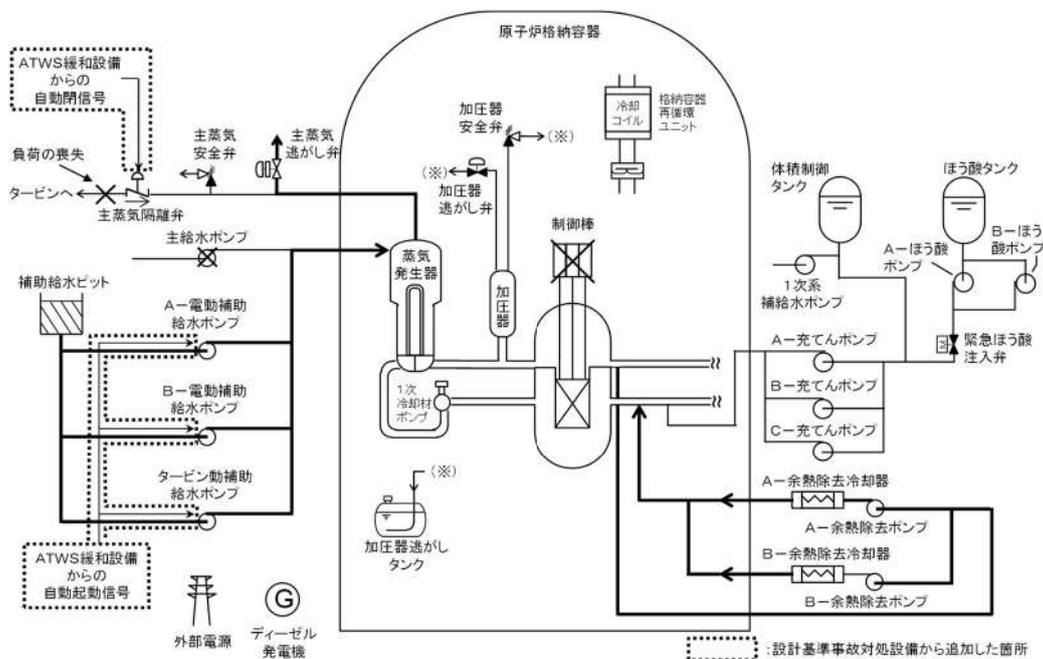 原子炉格納容器
ATWS緩和設備
からの
自動閉信号
負荷の喪失
タービンへ
主蒸気隔離弁
主蒸気
安全弁
主蒸気
逃がし弁
主給水ポンプ
補助給水ピット
A-電動補助
給水ポンプ
B-電動補助
給水ポンプ
タービン動補助
給水ポンプ
ATWS緩和設備
からの
自動起動信号
外部電源
G
ディーゼル
発電機
加圧器
安全弁
(※)
(※)
加圧器
逃がし弁
冷却
コイル
格納容器
再循環
ユニット
制御棒
蒸気
発生器
加圧器
1次
冷却材
ポンプ
(※)
加圧器逃がし
タンク
体積制御
タンク
ほう酸タンク
A-ほう酸
ポンプ
B-ほう
酸ポンプ
1次系
補給水ポンプ
M
緊急ほう酸
注入弁
A-充てんポンプ
B-充てんポンプ
C-充てんポンプ
A-余熱除去冷却器
A-余熱除去ポンプ
B-余熱除去冷却器
B-余熱除去ポンプ
:設計基準事故対処設備から追加した箇所